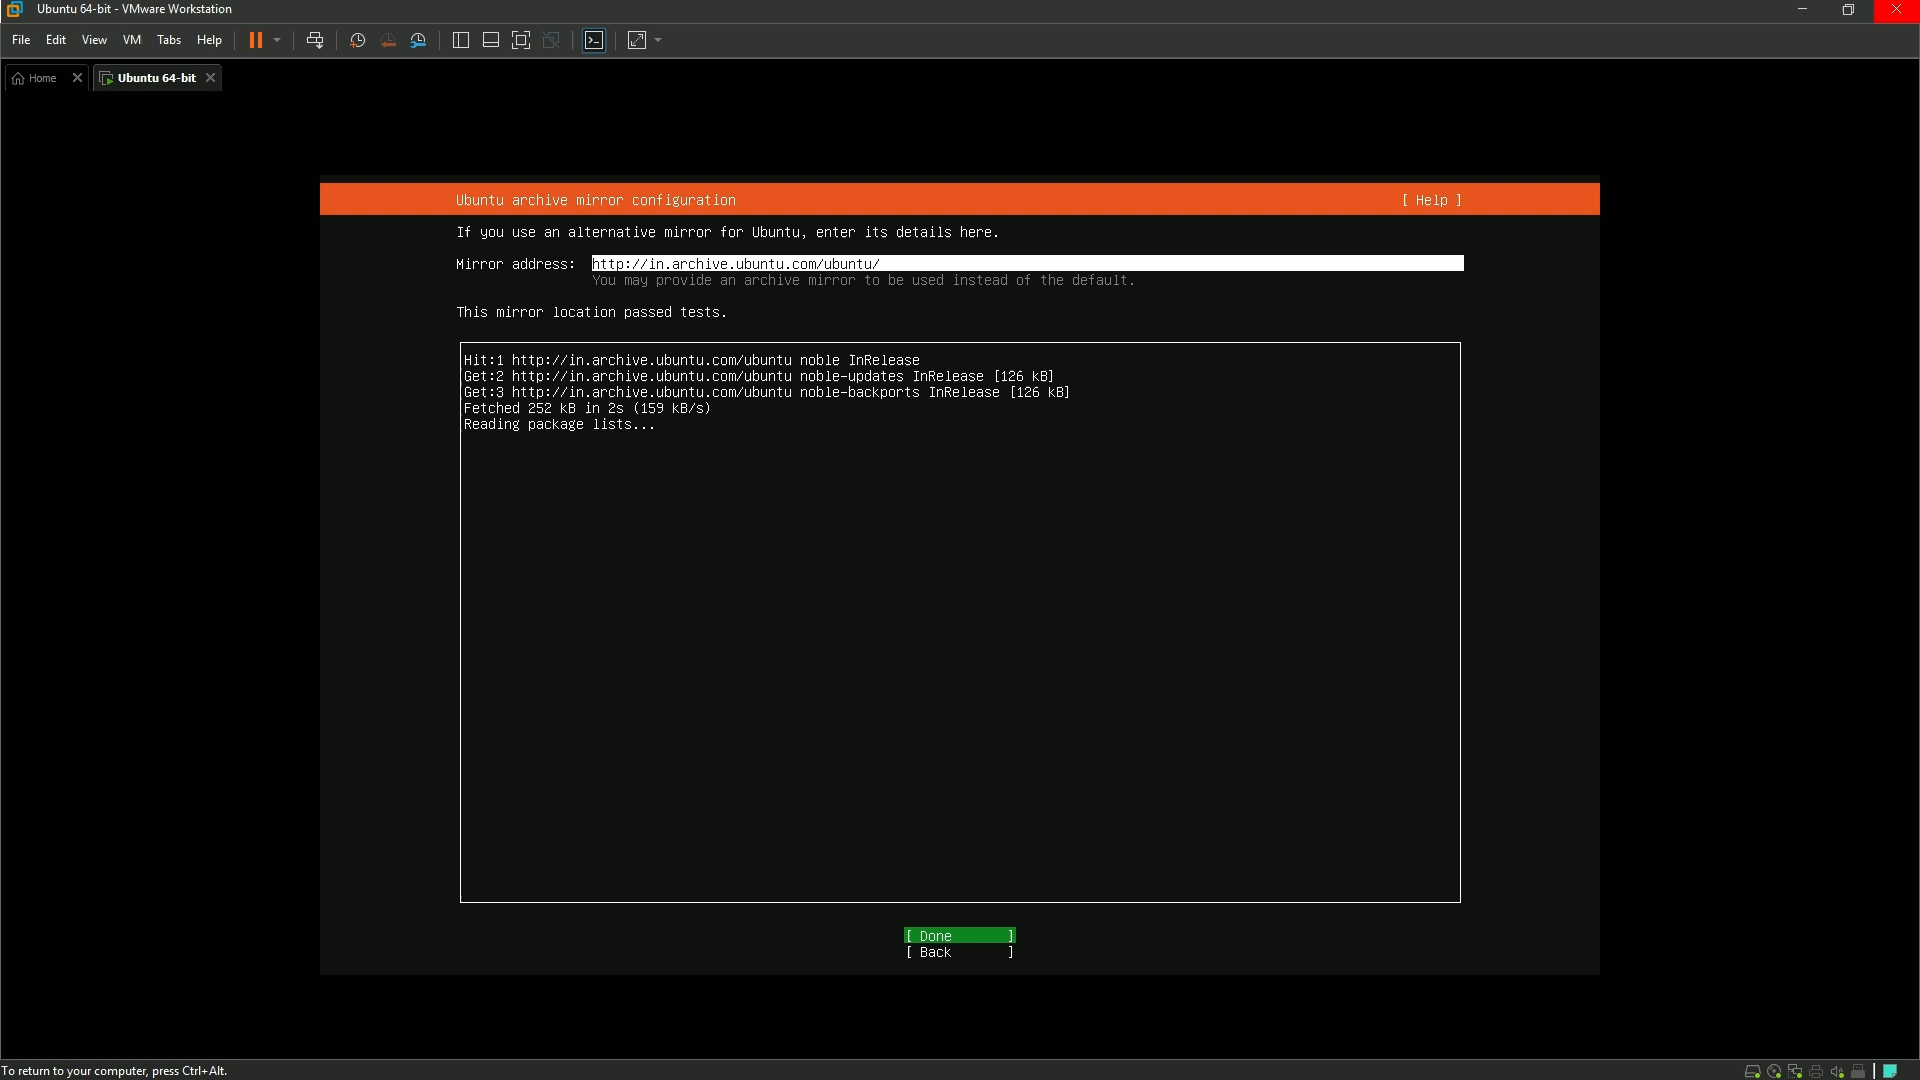 Ubuntu 64-bit - VMware Workstation
File Edit View VM Tabs Help
Home Ubuntu 64-bit
Ubuntu archive mirror configuration [ Help ]
If you use an alternative mirror for Ubuntu, enter its details here.
Mirror address: http://in.archive.ubuntu.com/ubuntu/
You may provide an archive mirror to be used instead of the default.
This mirror location passed tests.
Hit:1 http://in.archive.ubuntu.com/ubuntu noble InRelease
Get:2 http://in.archive.ubuntu.com/ubuntu noble-updates InRelease [126 kB]
Get:3 http://in.archive.ubuntu.com/ubuntu noble-backports InRelease [126 kB]
Fetched 252 kB in 2s (159 kB/s)
Reading package lists...
[ Done ]
[ Back ]
To return to your computer, press Ctrl+Alt.